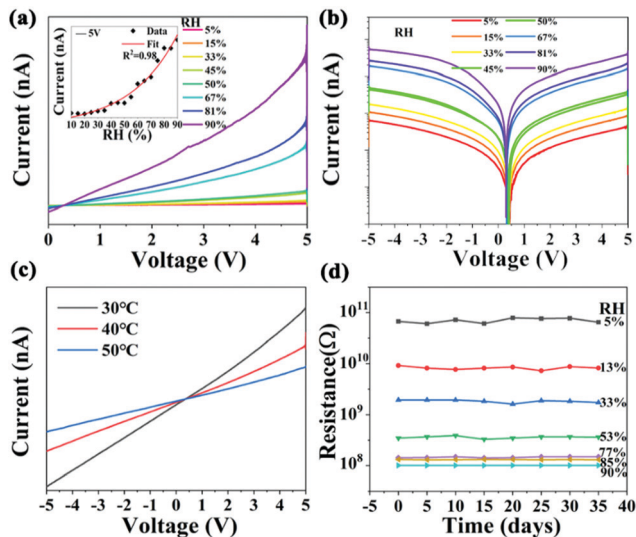 (a)
Current (nA)
Current (nA)
— 5V
Data
Fit
R²=0.98
10 20 30 40 50 60 70 80 90
RH (%)
RH
5%
15%
33%
45%
50%
67%
81%
90%
0 1 2 3 4 5
Voltage (V)
(b)
Current (nA)
RH
5%
15%
33%
45%
50%
67%
81%
90%
-5 -4 -3 -2 -1 0 1 2 3 4 5
Voltage (V)
(c)
Current (nA)
30°C
40°C
50°C
-5 -4 -3 -2 -1 0 1 2 3 4 5
Voltage (V)
(d)
Resistance(Ω)
10¹¹
10¹⁰
10⁹
10⁸
RH
5%
13%
33%
53%
77%
85%
90%
-5 0 5 10 15 20 25 30 35 40
Time (days)